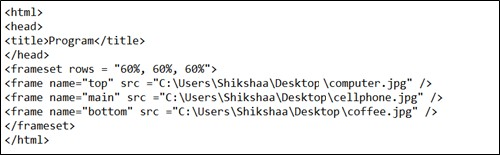 <html>
<head>
<title>Program</title>
</head>
<frameset rows = "60%, 60%, 60%">
<frame name="top" src ="C:\Users\Shikshaa\Desktop \computer.jpg" />
<frame name="main" src ="C:\Users\Shikshaa\Desktop\cellphone.jpg" />
<frame name="bottom" src ="C:\Users\Shikshaa\Desktop\coffee.jpg" />
</frameset>
</html>